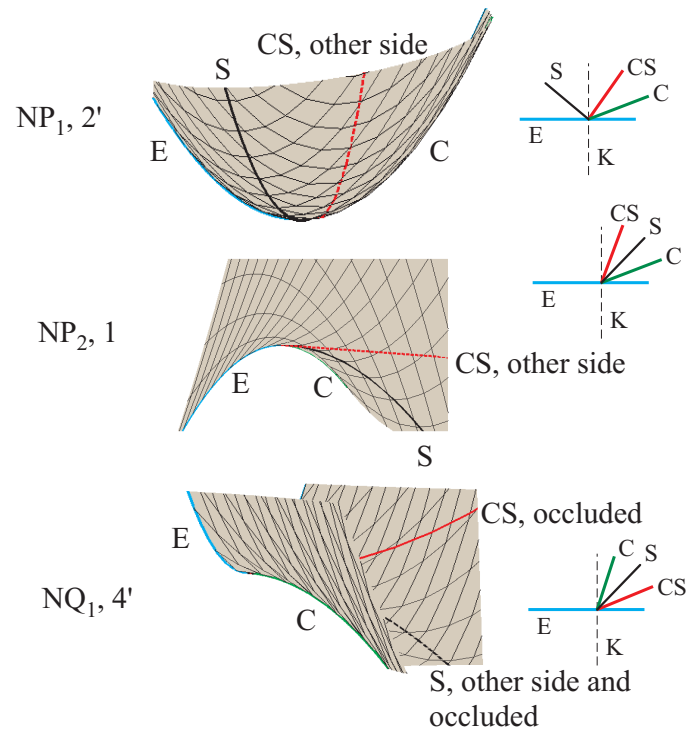 CS, other side
S
NP1, 2'
E
C
S
CS
C
E
K
NP2, 1
E
C
CS, other side
S
CS
S
C
E
K
NQ1, 4'
E
C
CS, occluded
S, other side and
occluded
C
S
CS
E
K